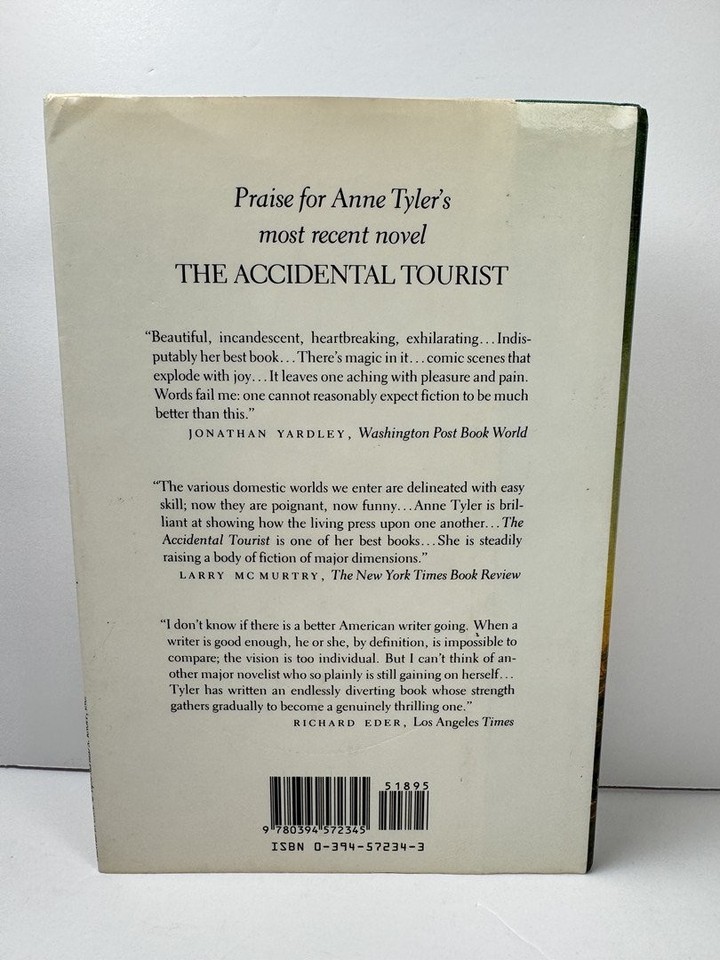 Praise for Anne Tyler's
most recent novel
THE ACCIDENTAL TOURIST
“Beautiful, incandescent, heartbreaking, exhilarating...Indis-
putably her best book...There's magic in it...comic scenes that
explode with joy...It leaves one aching with pleasure and pain.
Words fail me: one cannot reasonably expect fiction to be much
better than this.”
JONATHAN YARDLEY, Washington Post Book World
“The various domestic worlds we enter are delineated with easy
skill; now they are poignant, now funny...Anne Tyler is bril-
liant at showing how the living press upon one another...The
Accidental Tourist is one of her best books...She is steadily
raising a body of fiction of major dimensions.”
LARRY MC MURTRY, The New York Times Book Review
“I don't know if there is a better American writer going. When a
writer is good enough, he or she, by definition, is impossible to
compare; the vision is too individual. But I can't think of an-
other major novelist who so plainly is still gaining on herself...
Tyler has written an endlessly diverting book whose strength
gathers gradually to become a genuinely thrilling one.”
RICHARD EDER, Los Angeles Times
51895
9 780394 572345
ISBN 0-394-57234-3